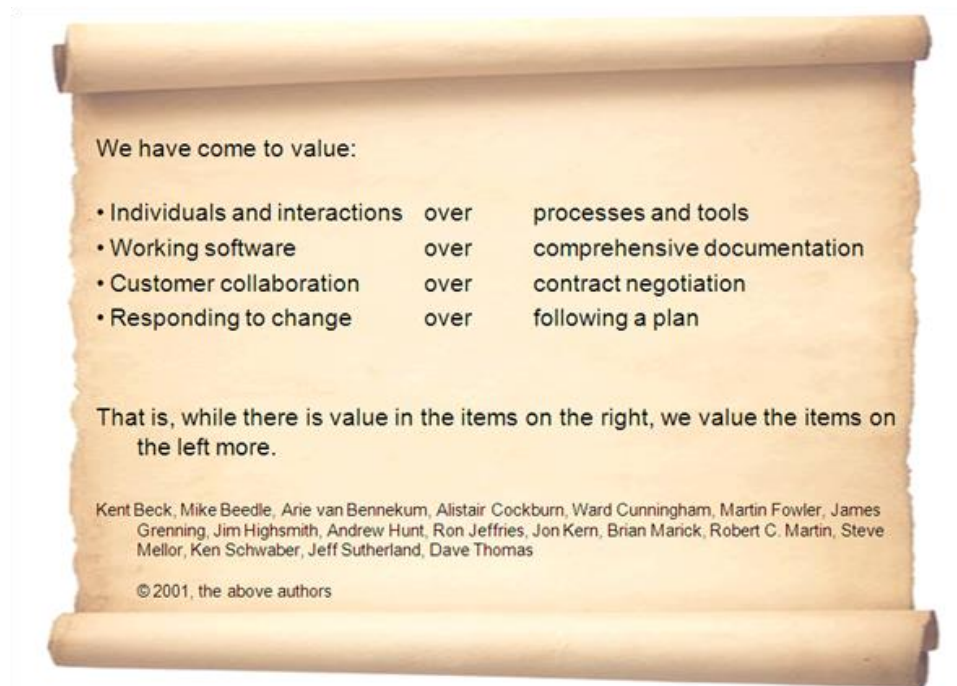 We have come to value:
• Individuals and interactions over processes and tools
• Working software over comprehensive documentation
• Customer collaboration over contract negotiation
• Responding to change over following a plan
That is, while there is value in the items on the right, we value the items on
the left more.
Kent Beck, Mike Beedle, Arie van Bennekum, Alistair Cockburn, Ward Cunningham, Martin Fowler, James
Grenning, Jim Highsmith, Andrew Hunt, Ron Jeffries, Jon Kern, Brian Marick, Robert C. Martin, Steve
Mellor, Ken Schwaber, Jeff Sutherland, Dave Thomas
© 2001, the above authors